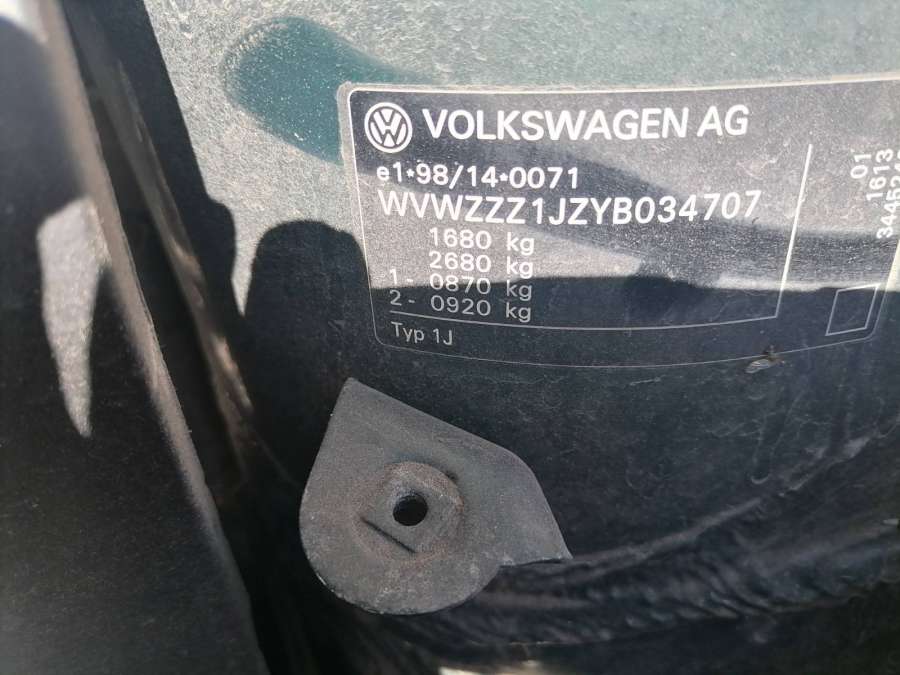 VOLKSWAGEN AG
e1*98/14*0071
WVWZZZ1JZYB034707
1680 kg
2680 kg
1 - 0870 kg
2 - 0920 kg
Typ 1J
01
1613